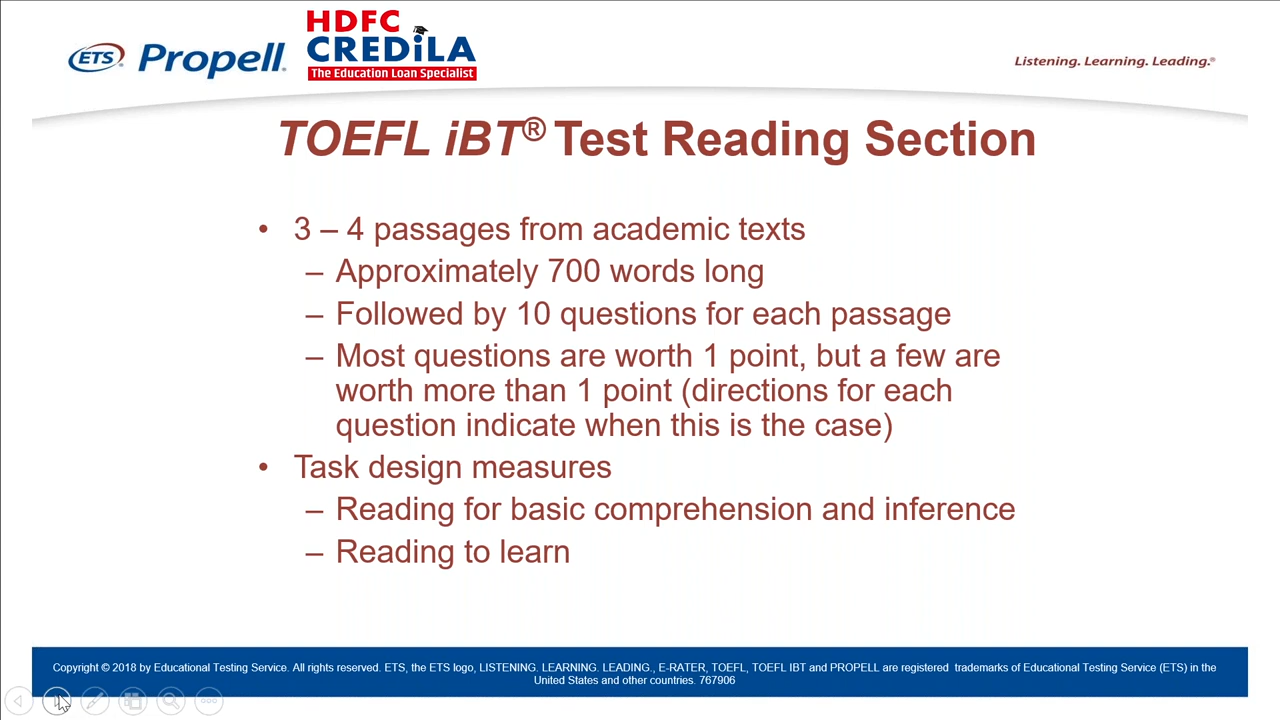 ETS® Propell®
HDFC
CREDiLA
The Education Loan Specialist
Listening. Learning. Leading.®
TOEFL iBT® Test Reading Section
• 3 – 4 passages from academic texts
– Approximately 700 words long
– Followed by 10 questions for each passage
– Most questions are worth 1 point, but a few are
worth more than 1 point (directions for each
question indicate when this is the case)
• Task design measures
– Reading for basic comprehension and inference
– Reading to learn
Copyright © 2018 by Educational Testing Service. All rights reserved. ETS, the ETS logo, LISTENING. LEARNING. LEADING., E-RATER, TOEFL, TOEFL IBT and PROPELL are registered trademarks of Educational Testing Service (ETS) in the
United States and other countries. 767906